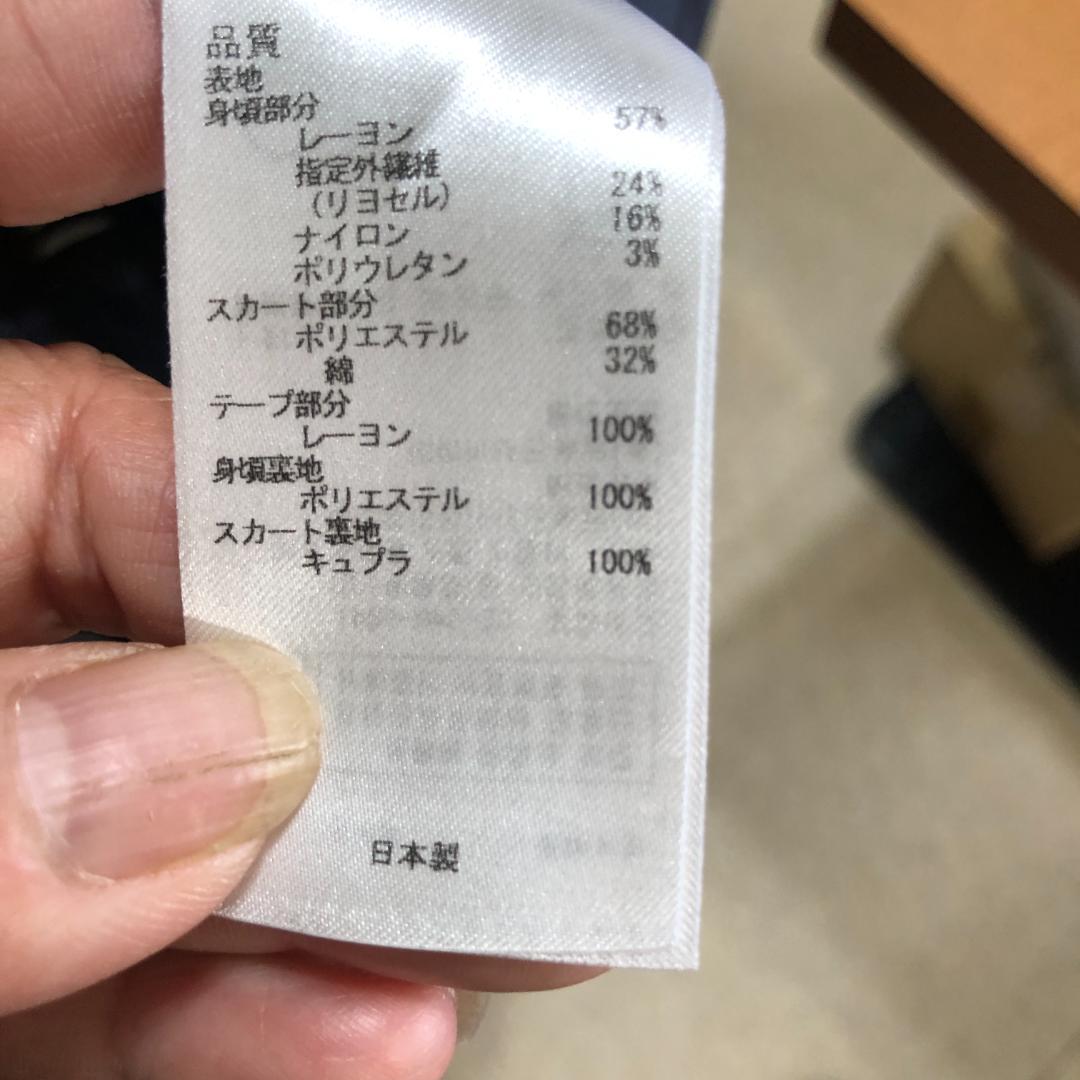 品質
表地
身頃部分
レーヨン 57%
指定外繊維
(リヨセル) 24%
ナイロン 16%
ポリウレタン 3%
スカート部分
ポリエステル 68%
綿 32%
テープ部分
レーヨン 100%
身頃裏地
ポリエステル 100%
スカート裏地
キュプラ 100%
日本製